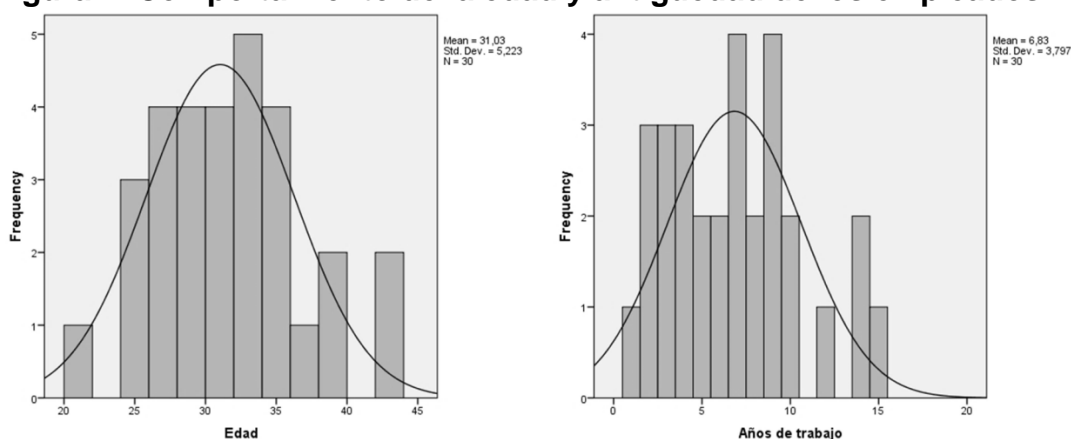 Mean = 31,03
Std. Dev. = 5,223
N = 30
5
4
3
2
1
0
Frequency
20 25 30 35 40 45
Edad
Mean = 6,83
Std. Dev. = 3,797
N = 30
4
3
2
1
0
Frequency
0 5 10 15 20
Años de trabajo